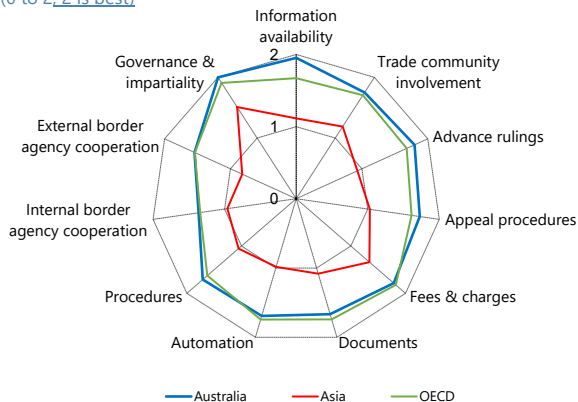 (0 to 2, 2 is best)
Information
availability
Trade community
involvement
Advance rulings
Appeal procedures
Fees & charges
Documents
Automation
Procedures
Internal border
agency cooperation
External border
agency cooperation
Governance &
impartiality
2
1
0
Australia
Asia
OECD